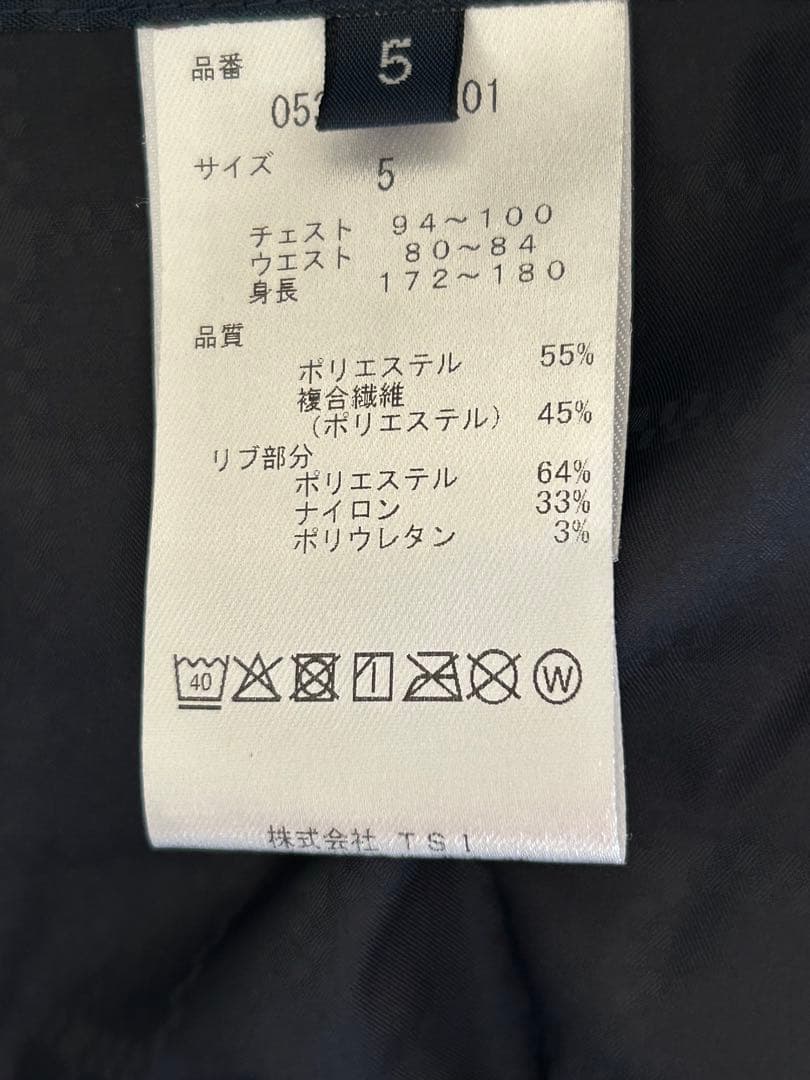 5
品番
05 01
サイズ 5
チェスト 94~100
ウエスト 80~84
身長 172~180
品質
ポリエステル 55%
複合繊維
(ポリエステル) 45%
リブ部分
ポリエステル 64%
ナイロン 33%
ポリウレタン 3%
40 W
株式会社 TSI